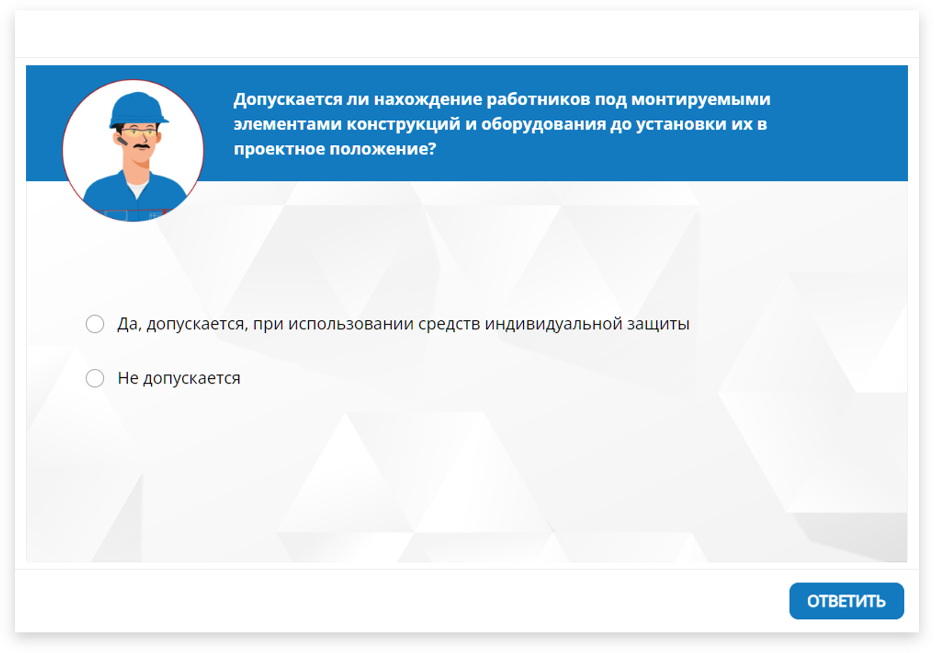 Допускается ли нахождение работников под монтируемыми
элементами конструкций и оборудования до установки их в
проектное положение?
Да, допускается, при использовании средств индивидуальной защиты
Не допускается
ОТВЕТИТЬ